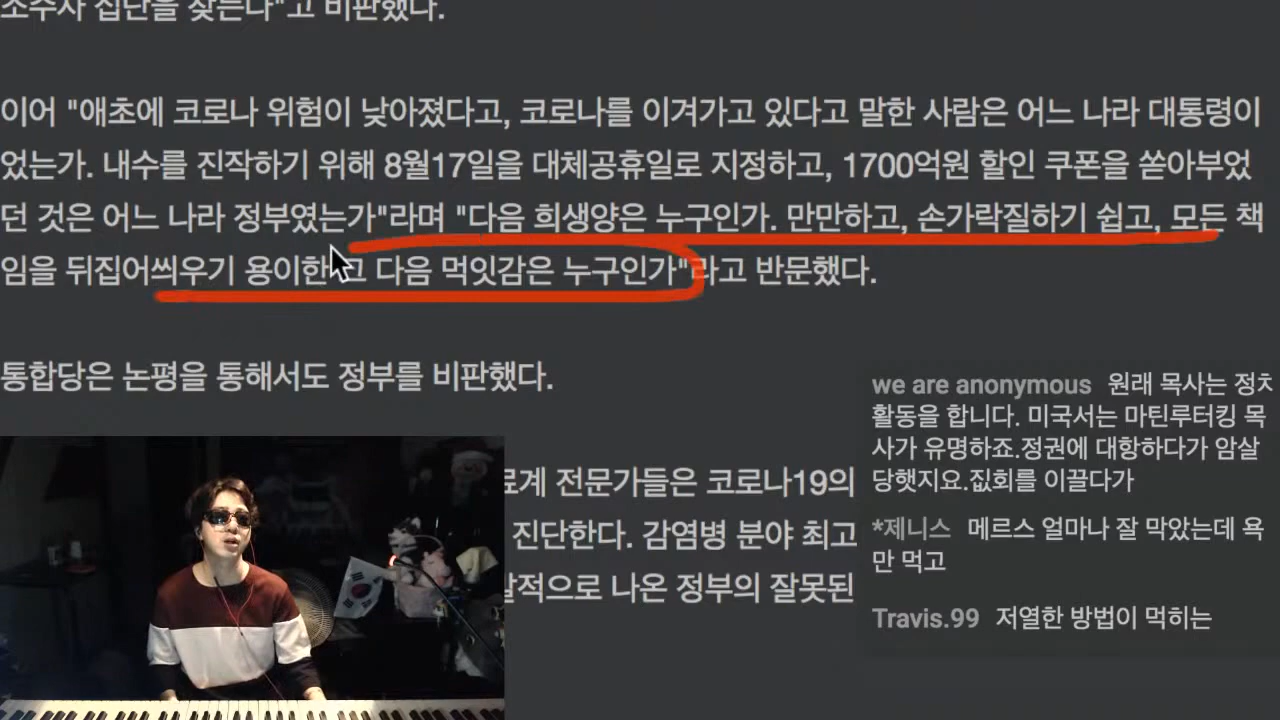 소수자 집단을 찾는다"고 비판했다.
이어 "애초에 코로나 위험이 낮아졌다고, 코로나를 이겨가고 있다고 말한 사람은 어느 나라 대통령이
었는가. 내수를 진작하기 위해 8월17일을 대체공휴일로 지정하고, 1700억원 할인 쿠폰을 쏟아부었
던 것은 어느 나라 정부였는가"라며 "다음 희생양은 누구인가. 만만하고, 손가락질하기 쉽고, 모든 책
임을 뒤집어씌우기 용이한 그 다음 먹잇감은 누구인가"라고 반문했다.
통합당은 논평을 통해서도 정부를 비판했다.
료계 전문가들은 코로나19의
진단한다. 감염병 분야 최고
발적으로 나온 정부의 잘못된
we are anonymous 원래 목사는 정치
활동을 합니다. 미국서는 마틴루터킹 목
사가 유명하죠.정권에 대항하다가 암살
당햇지요.집회를 이끌다가
*제니스 메르스 얼마나 잘 막았는데 욕
만 먹고
Travis.99 저열한 방법이 먹히는